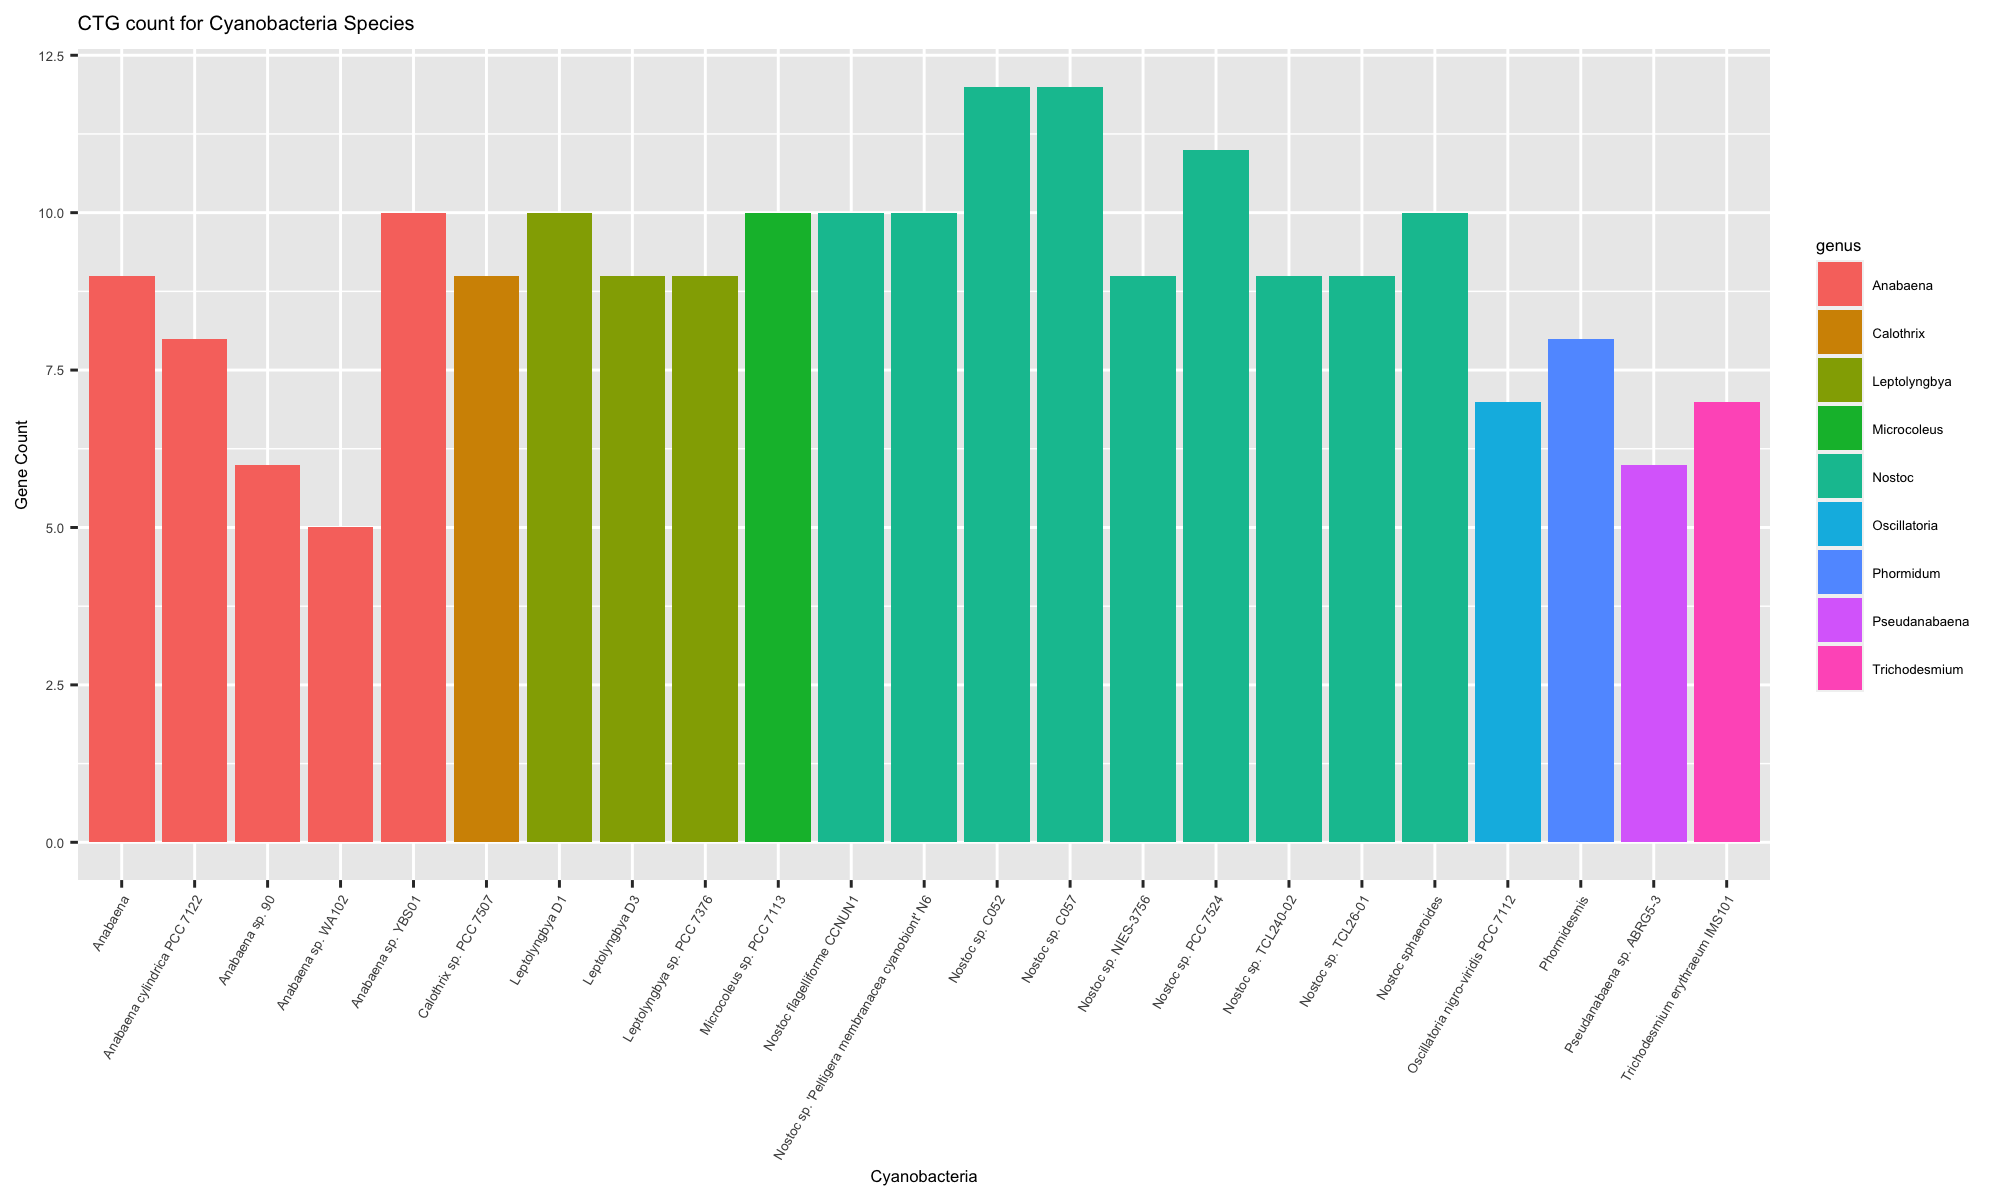 CTG count for Cyanobacteria Species
12.5
10.0
7.5
5.0
2.5
0.0
Gene Count
Anabaena
Anabaena cylindrica PCC 7122
Anabaena sp. 90
Anabaena sp. WA102
Anabaena sp. YBS01
Calothrix sp. PCC 7507
Leptolyngbya D1
Leptolyngbya D3
Leptolyngbya sp. PCC 7376
Microcoleus sp. PCC 7113
Nostoc flagelliforme CCNUN1
Nostoc sp. 'Peltigera membranacea cyanobiont' N6
Nostoc sp. C052
Nostoc sp. C057
Nostoc sp. NIES-3756
Nostoc sp. PCC 7524
Nostoc sp. TCL240-02
Nostoc sp. TCL26-01
Nostoc sphaeroides
Oscillatoria nigro-viridis PCC 7112
Phormidesmis
Pseudanabaena sp. ABRG5-3
Trichodesmium erythraeum IMS101
Cyanobacteria
genus
Anabaena
Calothrix
Leptolyngbya
Microcoleus
Nostoc
Oscillatoria
Phormidum
Pseudanabaena
Trichodesmium